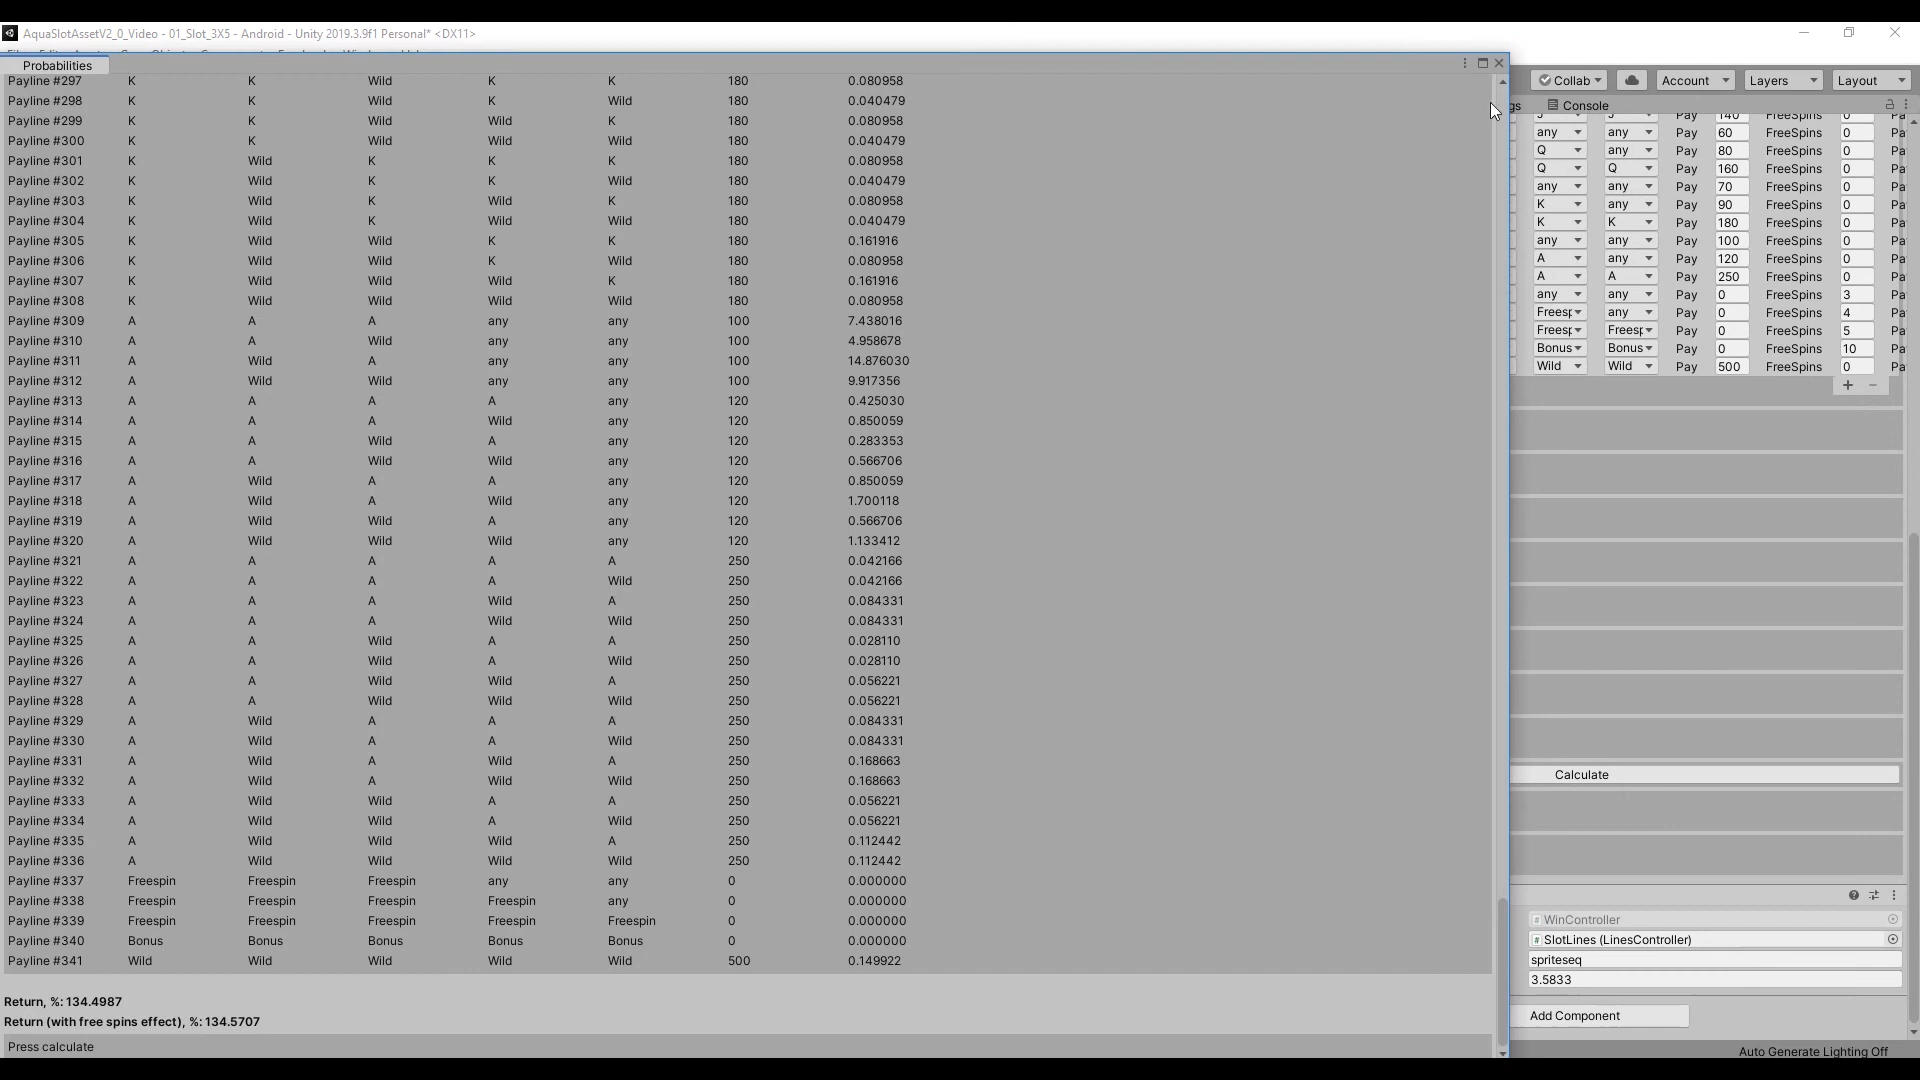 AquaSlotAssetV2_0_Video - 01_Slot_3X5 - Android - Unity 2019.3.9f1 Personal* <DX11>
Probabilities
Payline #297 K K Wild K K 180 0.080958
Payline #298 K K Wild K Wild 180 0.040479
Payline #299 K K Wild Wild K 180 0.080958
Payline #300 K K Wild Wild Wild 180 0.040479
Payline #301 K Wild K K K 180 0.080958
Payline #302 K Wild K K Wild 180 0.040479
Payline #303 K Wild K Wild K 180 0.080958
Payline #304 K Wild K Wild Wild 180 0.040479
Payline #305 K Wild Wild K K 180 0.161916
Payline #306 K Wild Wild K Wild 180 0.080958
Payline #307 K Wild Wild Wild K 180 0.161916
Payline #308 K Wild Wild Wild Wild 180 0.080958
Payline #309 A A A any any 100 7.438016
Payline #310 A A Wild any any 100 4.958678
Payline #311 A Wild A any any 100 14.876030
Payline #312 A Wild Wild any any 100 9.917356
Payline #313 A A A A any 120 0.425030
Payline #314 A A A Wild any 120 0.850059
Payline #315 A A Wild A any 120 0.283353
Payline #316 A A Wild Wild any 120 0.566706
Payline #317 A Wild A A any 120 0.850059
Payline #318 A Wild A Wild any 120 1.700118
Payline #319 A Wild Wild A any 120 0.566706
Payline #320 A Wild Wild Wild any 120 1.133412
Payline #321 A A A A A 250 0.042166
Payline #322 A A A A Wild 250 0.042166
Payline #323 A A A Wild A 250 0.084331
Payline #324 A A A Wild Wild 250 0.084331
Payline #325 A A Wild A A 250 0.028110
Payline #326 A A Wild A Wild 250 0.028110
Payline #327 A A Wild Wild A 250 0.056221
Payline #328 A A Wild Wild Wild 250 0.056221
Payline #329 A Wild A A A 250 0.084331
Payline #330 A Wild A A Wild 250 0.084331
Payline #331 A Wild A Wild A 250 0.168663
Payline #332 A Wild A Wild Wild 250 0.168663
Payline #333 A Wild Wild A A 250 0.056221
Payline #334 A Wild Wild A Wild 250 0.056221
Payline #335 A Wild Wild Wild A 250 0.112442
Payline #336 A Wild Wild Wild Wild 250 0.112442
Payline #337 Freespin Freespin Freespin any any 0 0.000000
Payline #338 Freespin Freespin Freespin Freespin any 0 0.000000
Payline #339 Freespin Freespin Freespin Freespin Freespin 0 0.000000
Payline #340 Bonus Bonus Bonus Bonus Bonus 0 0.000000
Payline #341 Wild Wild Wild Wild Wild 500 0.149922
Return, %: 134.4987
Return (with free spins effect), %: 134.5707
Press calculate
Collab Account Layers Layout
gs Console
J J Pay 140 FreeSpins 0 Pa
any any Pay 60 FreeSpins 0 Pa
Q any Pay 80 FreeSpins 0 Pa
Q Q Pay 160 FreeSpins 0 Pa
any any Pay 70 FreeSpins 0 Pa
K any Pay 90 FreeSpins 0 Pa
K K Pay 180 FreeSpins 0 Pa
any any Pay 100 FreeSpins 0 Pa
A any Pay 120 FreeSpins 0 Pa
A A Pay 250 FreeSpins 0 Pa
any any Pay 0 FreeSpins 3 Pa
Freesp any Pay 0 FreeSpins 4 Pa
Freesp Freesp Pay 0 FreeSpins 5 Pa
Bonus Bonus Pay 0 FreeSpins 10 Pa
Wild Wild Pay 500 FreeSpins 0 Pa
Calculate
WinController
SlotLines (LinesController)
spriteseq
3.5833
Add Component
Auto Generate Lighting Off